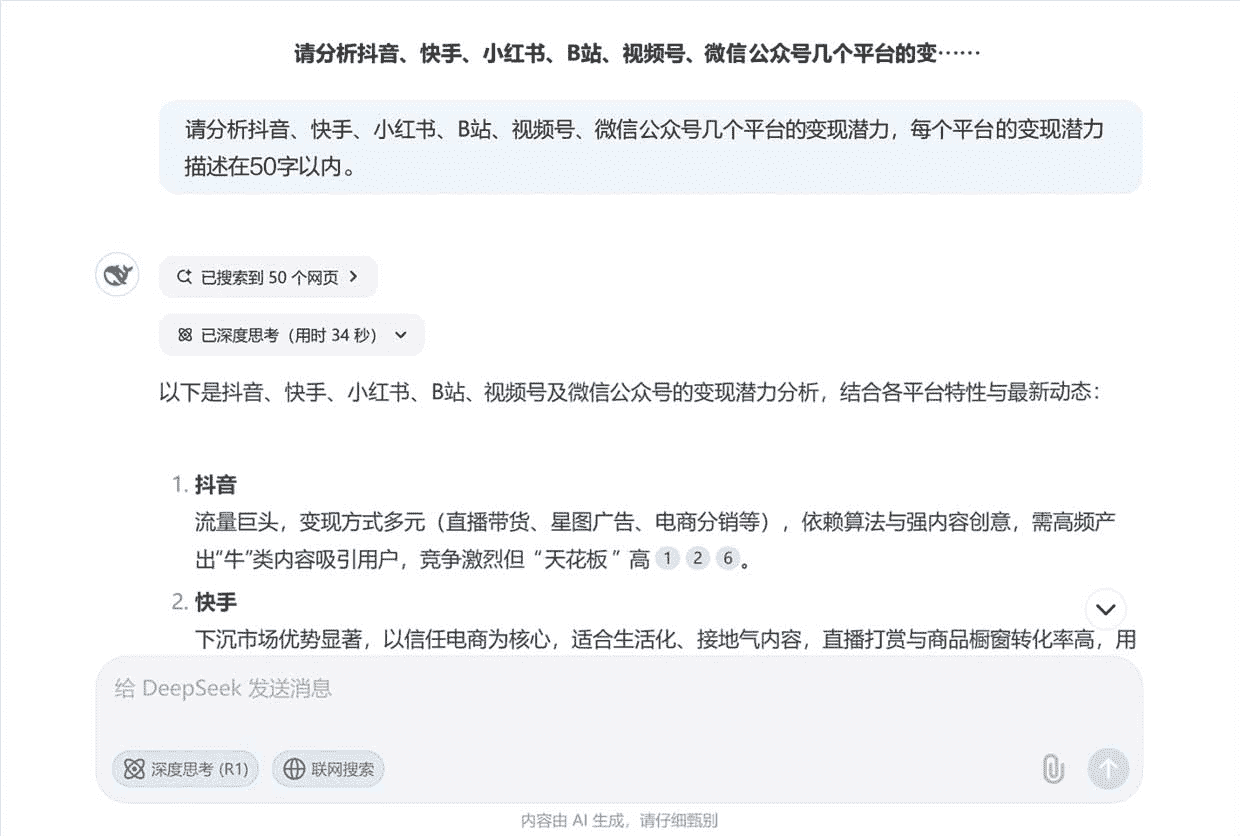 请分析抖音、快手、小红书、B站、视频号、微信公众号几个平台的变……
请分析抖音、快手、小红书、B站、视频号、微信公众号几个平台的变现潜力，每个平台的变现潜力
描述在50字以内。
已搜索到 50 个网页
已深度思考（用时 34 秒）
以下是抖音、快手、小红书、B站、视频号及微信公众号的变现潜力分析，结合各平台特性与最新动态：
1. 抖音
流量巨头，变现方式多元（直播带货、星图广告、电商分销等），依赖算法与强内容创意，需高频产
出“牛”类内容吸引用户，竞争激烈但“天花板”高 1 2 6。
2. 快手
下沉市场优势显著，以信任电商为核心，适合生活化、接地气内容，直播打赏与商品橱窗转化率高，用
给 DeepSeek 发送消息
深度思考 (R1) 联网搜索
内容由 AI 生成，请仔细甄别